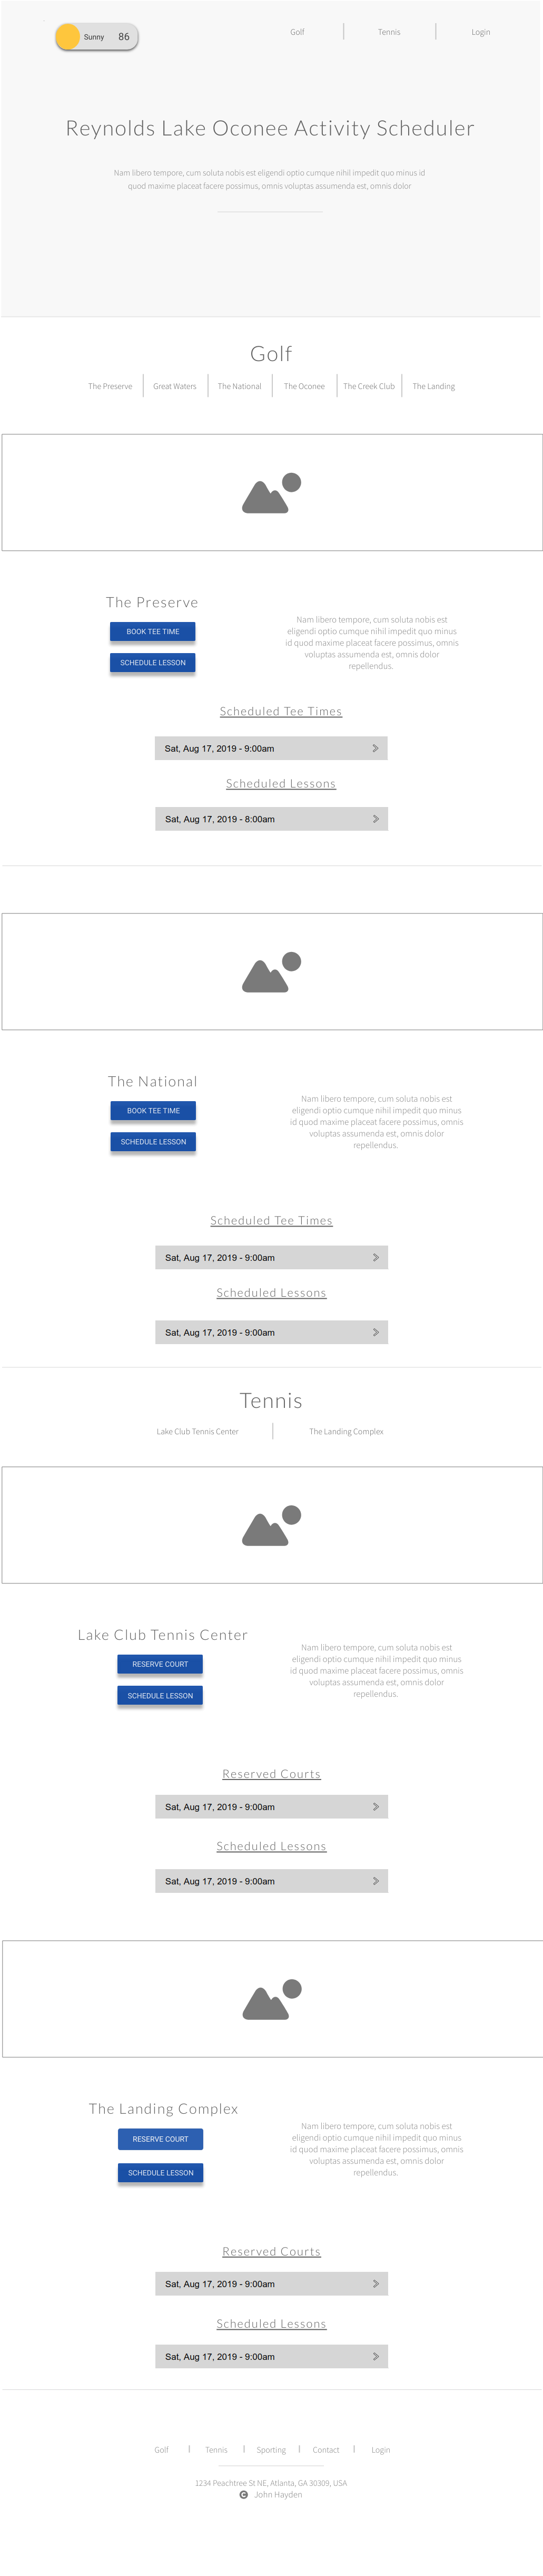 Sunny 86
Golf
Tennis
Login
Reynolds Lake Oconee Activity Scheduler
Nam libero tempore, cum soluta nobis est eligendi optio cumque nihil impedit quo minus id
quod maxime placeat facere possimus, omnis voluptas assumenda est, omnis dolor
Golf
The Preserve
Great Waters
The National
The Oconee
The Creek Club
The Landing
The Preserve
BOOK TEE TIME
SCHEDULE LESSON
Nam libero tempore, cum soluta nobis est
eligendi optio cumque nihil impedit quo minus
id quod maxime placeat facere possimus, omnis
voluptas assumenda est, omnis dolor
repellendus.
Scheduled Tee Times
Sat, Aug 17, 2019 - 9:00am
Scheduled Lessons
Sat, Aug 17, 2019 - 8:00am
The National
BOOK TEE TIME
SCHEDULE LESSON
Nam libero tempore, cum soluta nobis est
eligendi optio cumque nihil impedit quo minus
id quod maxime placeat facere possimus, omnis
voluptas assumenda est, omnis dolor
repellendus.
Scheduled Tee Times
Sat, Aug 17, 2019 - 9:00am
Scheduled Lessons
Sat, Aug 17, 2019 - 9:00am
Tennis
Lake Club Tennis Center
The Landing Complex
Lake Club Tennis Center
RESERVE COURT
SCHEDULE LESSON
Nam libero tempore, cum soluta nobis est
eligendi optio cumque nihil impedit quo minus
id quod maxime placeat facere possimus, omnis
voluptas assumenda est, omnis dolor
repellendus.
Reserved Courts
Sat, Aug 17, 2019 - 9:00am
Scheduled Lessons
Sat, Aug 17, 2019 - 9:00am
The Landing Complex
RESERVE COURT
SCHEDULE LESSON
Nam libero tempore, cum soluta nobis est
eligendi optio cumque nihil impedit quo minus
id quod maxime placeat facere possimus, omnis
voluptas assumenda est, omnis dolor
repellendus.
Reserved Courts
Sat, Aug 17, 2019 - 9:00am
Scheduled Lessons
Sat, Aug 17, 2019 - 9:00am
Golf
Tennis
Sporting
Contact
Login
1234 Peachtree St NE, Atlanta, GA 30309, USA
© John Hayden